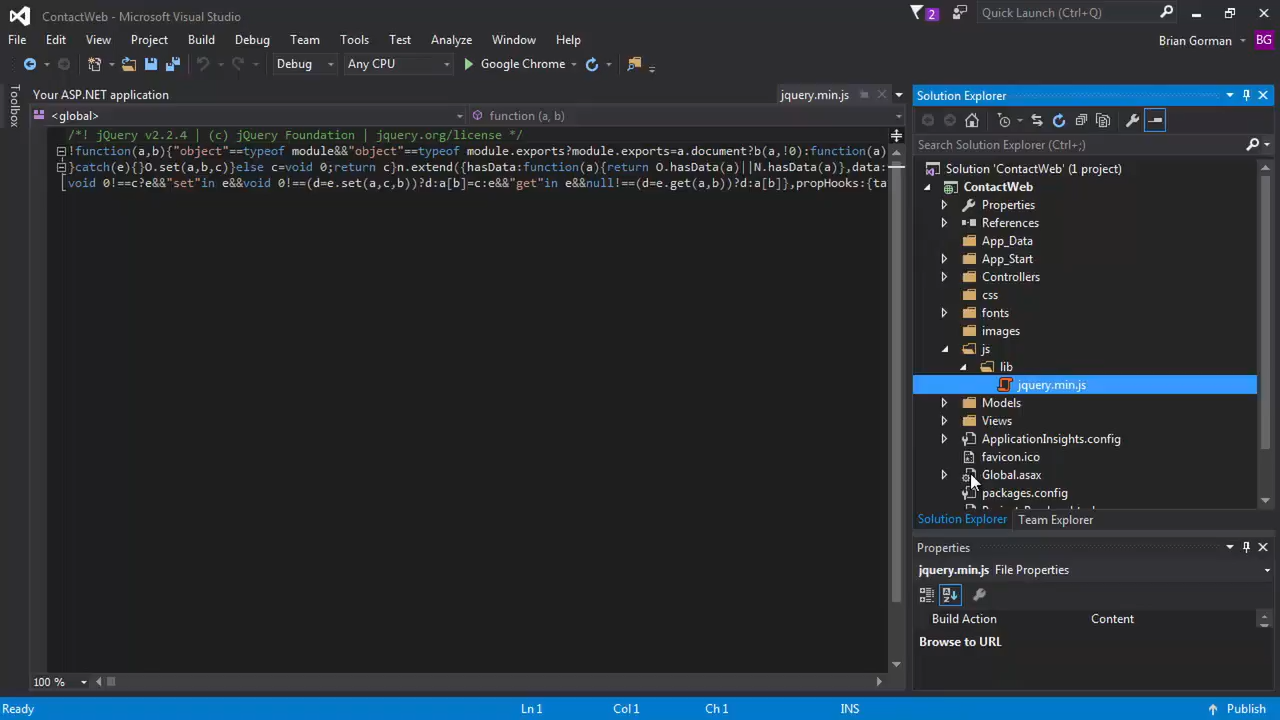 ContactWeb - Microsoft Visual Studio
2
Quick Launch (Ctrl+Q)
File Edit View Project Build Debug Team Tools Test Analyze Window Help
Brian Gorman BG
Debug Any CPU Google Chrome
Toolbox
Your ASP.NET application jquery.min.js
<global> function (a, b)
/*! jQuery v2.2.4 | (c) jQuery Foundation | jquery.org/license */
!function(a,b){"object"==typeof module&&"object"==typeof module.exports?module.exports=a.document?b(a,!0):function(a)
}catch(e){}O.set(a,b,c)}else c=void 0;return c}n.extend({hasData:function(a){return O.hasData(a)||N.hasData(a)},data:
void 0!==c?e&&"set"in e&&void 0!==(d=e.set(a,c,b))?d:a[b]=c:e&&"get"in e&&null!==(d=e.get(a,b))?d:a[b]},propHooks:{ta
100 %
Solution Explorer
Search Solution Explorer (Ctrl+;)
Solution 'ContactWeb' (1 project)
ContactWeb
Properties
References
App_Data
App_Start
Controllers
css
fonts
images
js
lib
jquery.min.js
Models
Views
ApplicationInsights.config
favicon.ico
Global.asax
packages.config
Solution Explorer Team Explorer
Properties
jquery.min.js File Properties
Build Action Content
Browse to URL
Ready Ln 1 Col 1 Ch 1 INS Publish